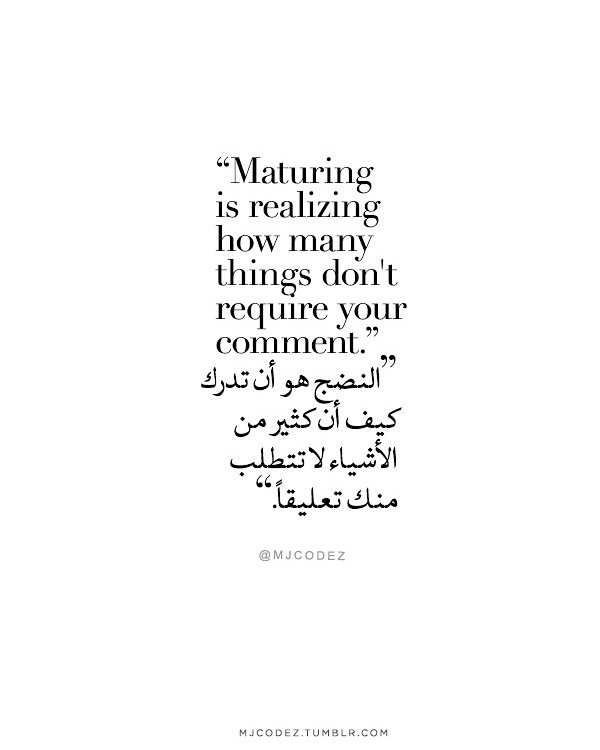 “Maturing
is realizing
how many
things don't
require your
comment.”
”النضج هو أن تدرك
كيف أن كثير من
الأشياء لا تتطلب
منك تعليقاً.“
@MJCODEZ
MJCODEZ.TUMBLR.COM